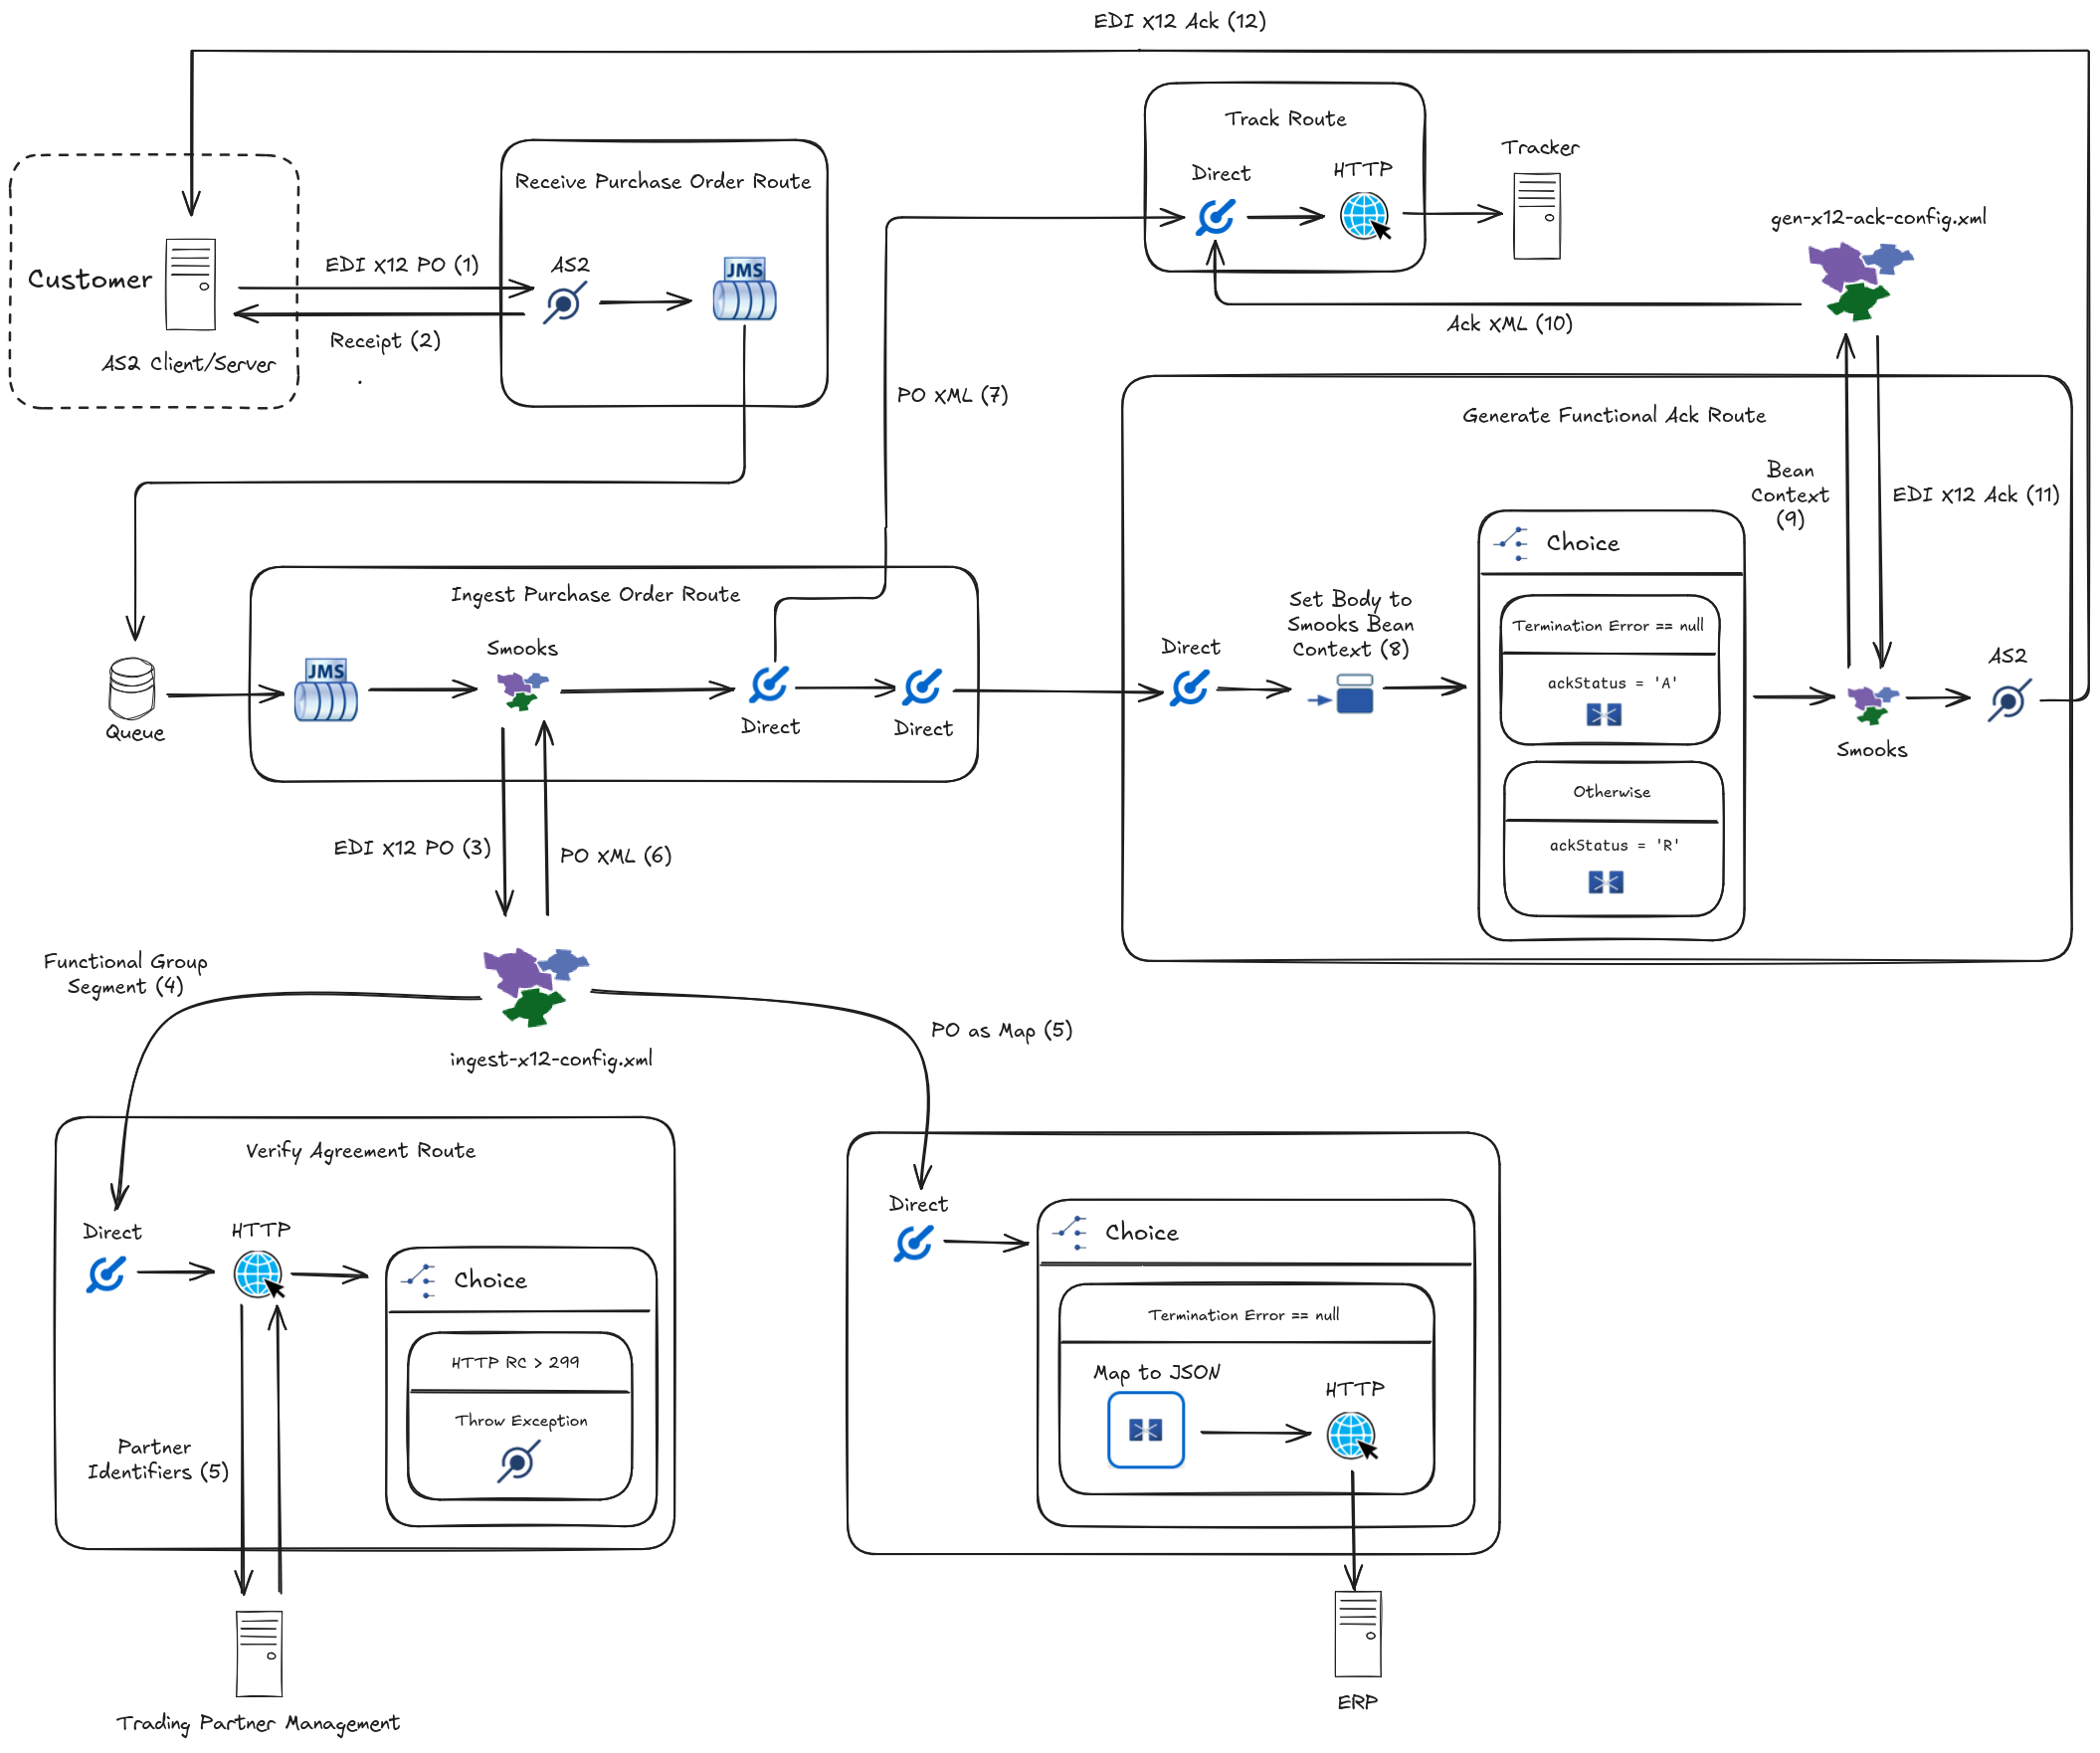 EDI X12 Ack (12)
Track Route
Direct
HTTP
Tracker
Receive Purchase Order Route
Customer
AS2 Client/Server
EDI X12 PO (1)
Receipt (2)
AS2
JMS
gen-x12-ack-config.xml
Ack XML (10)
PO XML (7)
Generate Functional Ack Route
Bean
Context
(9)
EDI X12 Ack (11)
Direct
Set Body to
Smooks Bean
Context (8)
Choice
Termination Error == null
ackStatus = 'A'
Otherwise
ackStatus = 'R'
Smooks
AS2
Ingest Purchase Order Route
Queue
JMS
Smooks
Direct
Direct
EDI X12 PO (3)
PO XML (6)
Functional Group
Segment (4)
ingest-x12-config.xml
PO as Map (5)
Verify Agreement Route
Direct
HTTP
Choice
HTTP RC > 299
Throw Exception
Partner
Identifiers (5)
Trading Partner Management
Direct
Choice
Termination Error == null
Map to JSON
HTTP
ERP